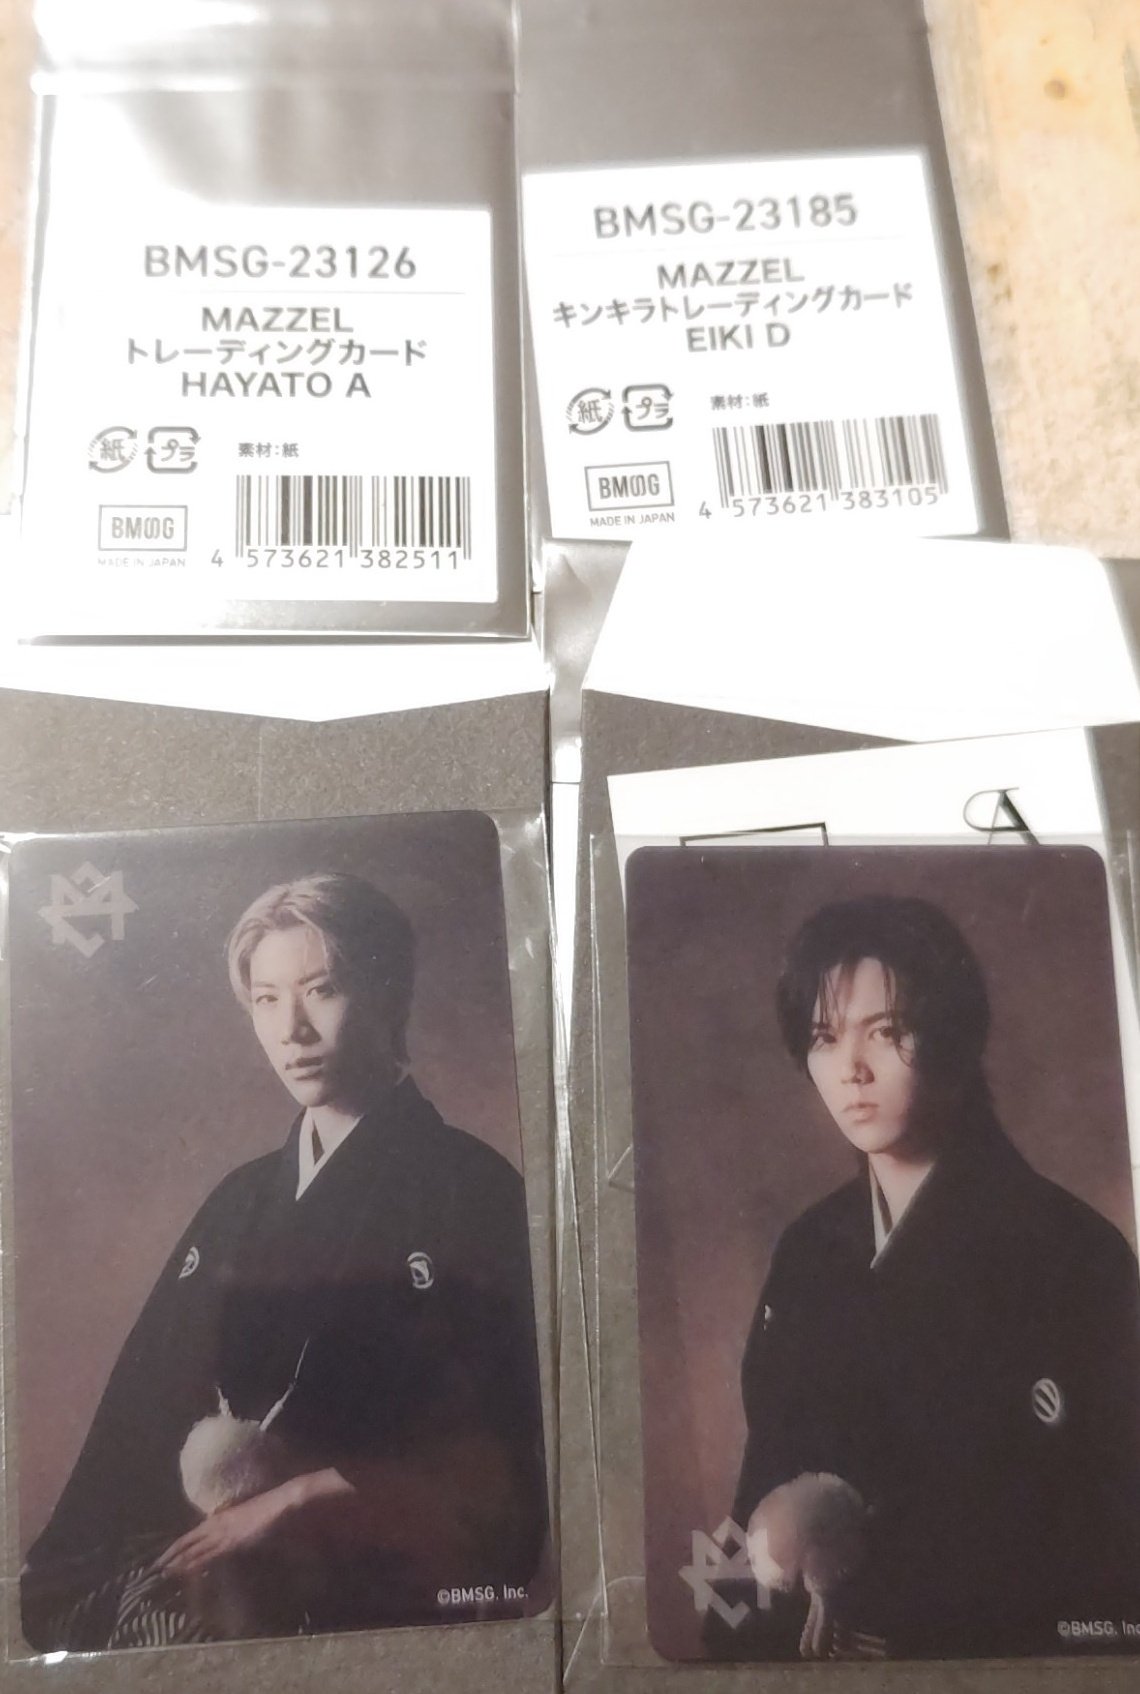 BMSG-23126
MAZZEL
トレーディングカード
HAYATO A
紙
プラ
素材:紙
BMSG
MADE IN JAPAN
4 573621 382511
BMSG-23185
MAZZEL
キンキラトレーディングカード
EIKI D
紙
プラ
素材:紙
BMSG
MADE IN JAPAN
4 573621 383105
©BMSG, Inc.
©BMSG, Inc